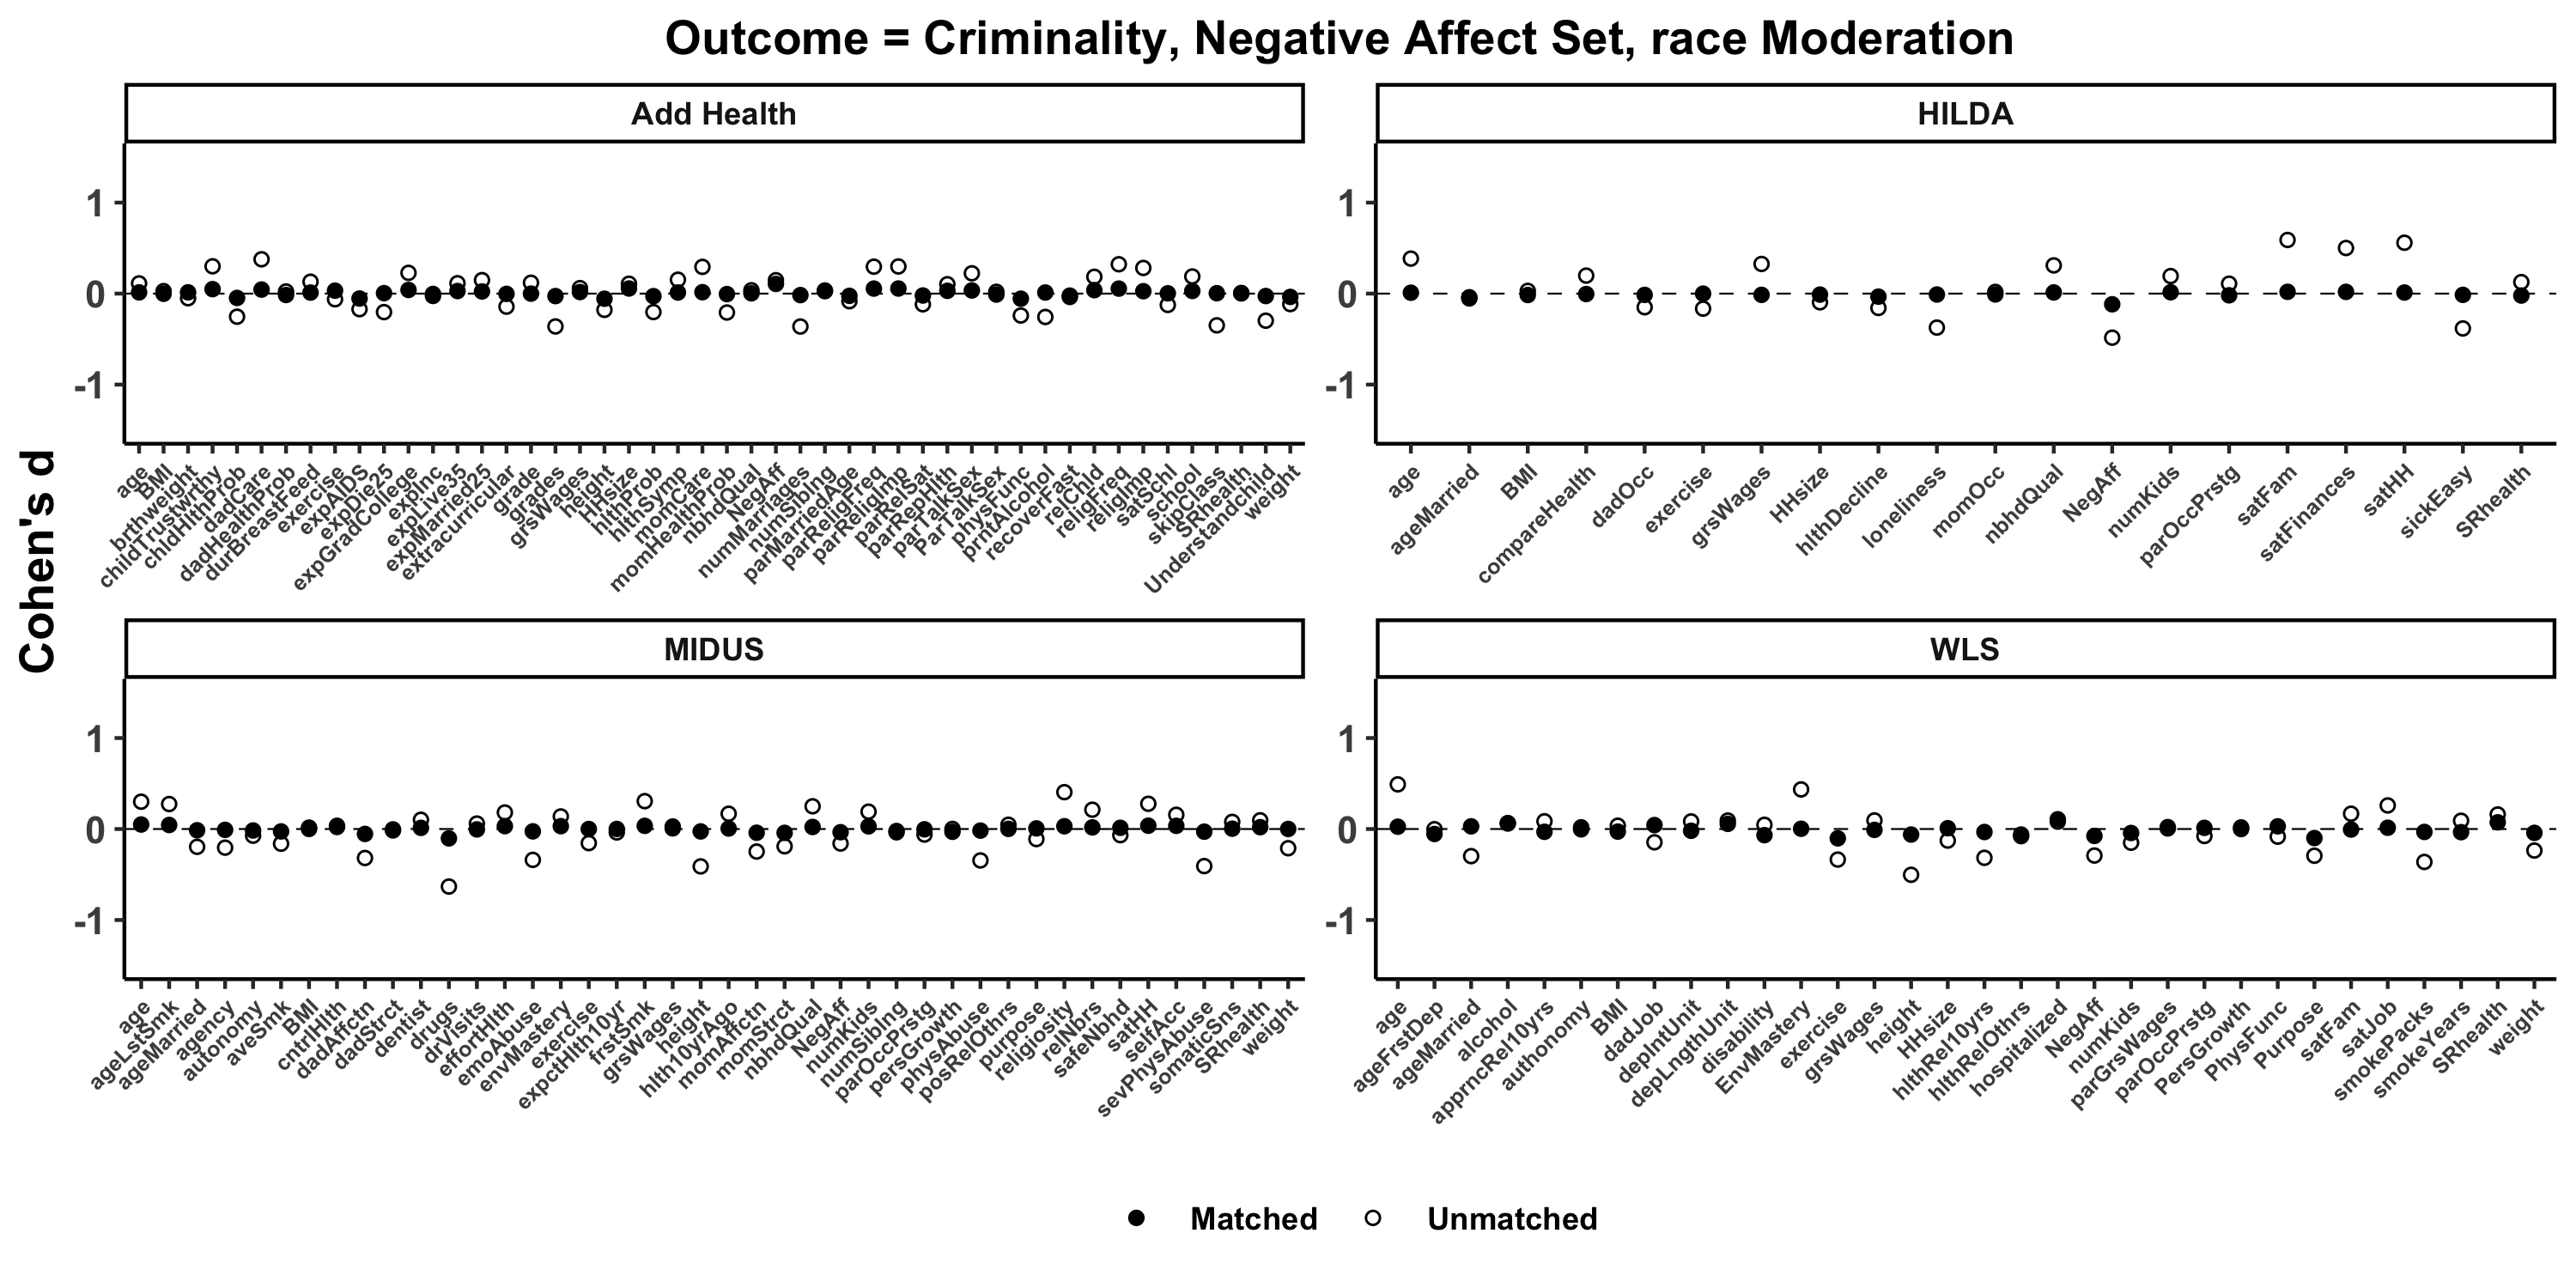 Outcome = Criminality, Negative Affect Set, race Moderation
Cohen's d
Add Health
1
0
-1
age
BMI
brthweight
childTrustwrthy
chldHlthProb
dadCare
dadHealthProb
durBreastFeed
exercise
expAIDS
expDie25
expGradCollege
expInc
expLive35
expMarried25
extracurricular
grade
grades
grsWages
height
HHsize
hlthProb
hlthSymp
momCare
momHealthProb
nbhdQual
NegAff
numMarriages
numSibing
parMarriedAge
parReligFreq
parReligImp
parRelSat
parRepHlth
parTalkSex
ParTalkSex
physFunc
prntAlcohol
recoverFast
relChld
religFreq
religImp
satSchl
school
skipClass
SRhealth
Understandchild
weight
HILDA
1
0
-1
age
ageMarried
BMI
compareHealth
dadOcc
exercise
grsWages
HHsize
hlthDecline
loneliness
momOcc
nbhdQual
NegAff
numKids
parOccPrstg
satFam
satFinances
satHH
sickEasy
SRhealth
MIDUS
1
0
-1
age
ageLstSmk
ageMarried
agency
autonomy
aveSmk
BMI
cntrlHlth
dadAffctn
dadStrct
dentist
drugs
drVisits
effortHlth
emoAbuse
envMastery
exercise
expctHlth10yr
frstSmk
grsWages
height
hlth10yrAgo
momAffctn
momStrct
nbhdQual
NegAff
numKids
numSibing
parOccPrstg
persGrowth
physAbuse
posRelOthrs
purpose
religiosity
relNbrs
safeNbhd
satHH
selfAcc
sevPhysAbuse
somaticSns
SRhealth
weight
WLS
1
0
-1
age
ageFrstDep
ageMarried
alcohol
apprncRel10yrs
authonomy
BMI
dadJob
depIntUnit
depLngthUnit
disability
EnvMastery
exercise
grsWages
height
HHsize
hlthRel10yrs
hlthRelOthrs
hospitalized
NegAff
numKids
parGrsWages
parOccPrstg
PersGrowth
PhysFunc
Purpose
satFam
satJob
smokePacks
smokeYears
SRhealth
weight
Matched
Unmatched